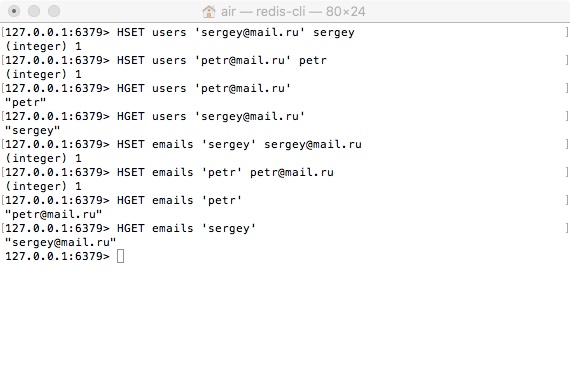 air — redis-cli — 80×24
[127.0.0.1:6379> HSET users 'sergey@mail.ru' sergey ]
(integer) 1
[127.0.0.1:6379> HSET users 'petr@mail.ru' petr ]
(integer) 1
[127.0.0.1:6379> HGET users 'petr@mail.ru' ]
"petr"
[127.0.0.1:6379> HGET users 'sergey@mail.ru' ]
"sergey"
[127.0.0.1:6379> HSET emails 'sergey' sergey@mail.ru ]
(integer) 1
[127.0.0.1:6379> HSET emails 'petr' petr@mail.ru ]
(integer) 1
[127.0.0.1:6379> HGET emails 'petr' ]
"petr@mail.ru"
[127.0.0.1:6379> HGET emails 'sergey' ]
"sergey@mail.ru"
127.0.0.1:6379>